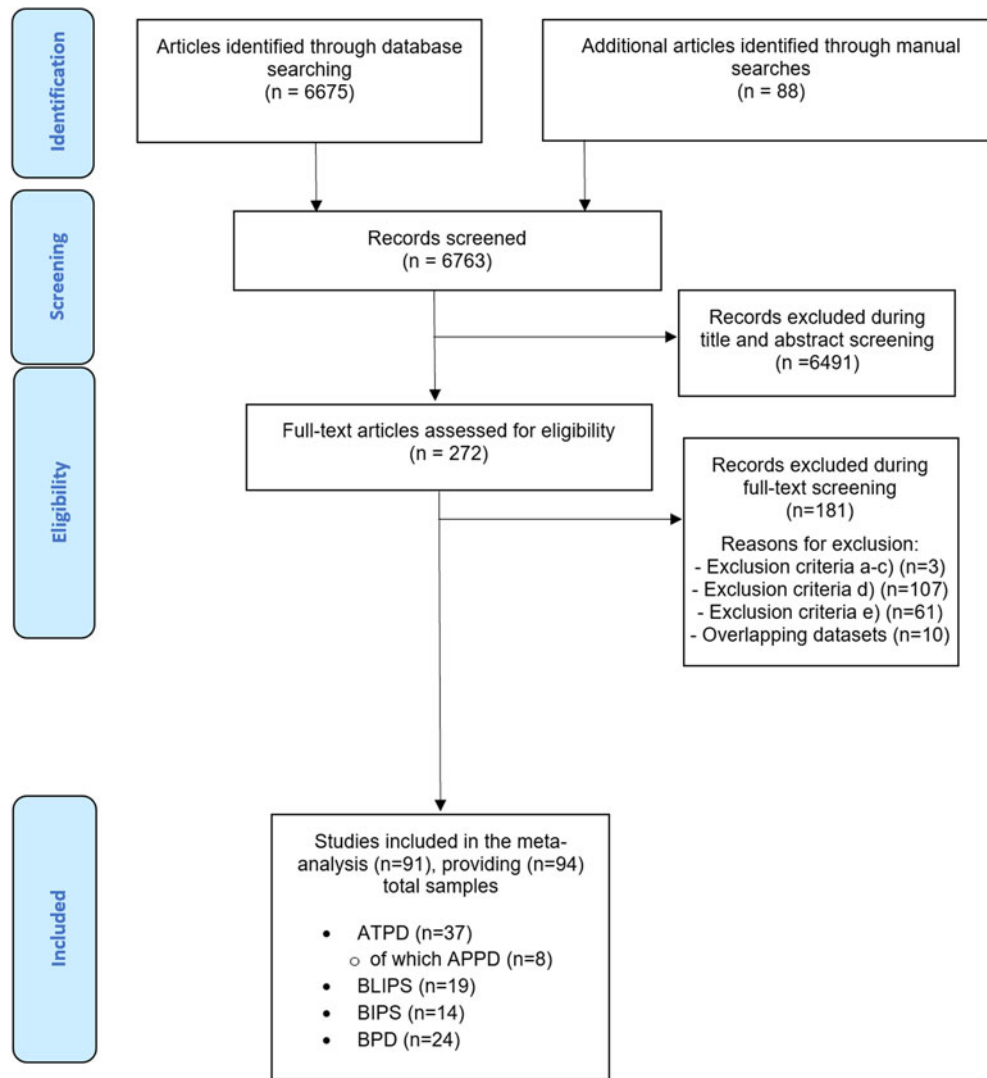 Identification
Articles identified through database
searching
(n = 6675)
Additional articles identified through manual
searches
(n = 88)
Screening
Records screened
(n = 6763)
Records excluded during
title and abstract screening
(n =6491)
Eligibility
Full-text articles assessed for eligibility
(n = 272)
Records excluded during
full-text screening
(n=181)
Reasons for exclusion:
- Exclusion criteria a-c) (n=3)
- Exclusion criteria d) (n=107)
- Exclusion criteria e) (n=61)
- Overlapping datasets (n=10)
Included
Studies included in the meta-
analysis (n=91), providing (n=94)
total samples
• ATPD (n=37)
o of which APPD (n=8)
• BLIPS (n=19)
• BIPS (n=14)
• BPD (n=24)